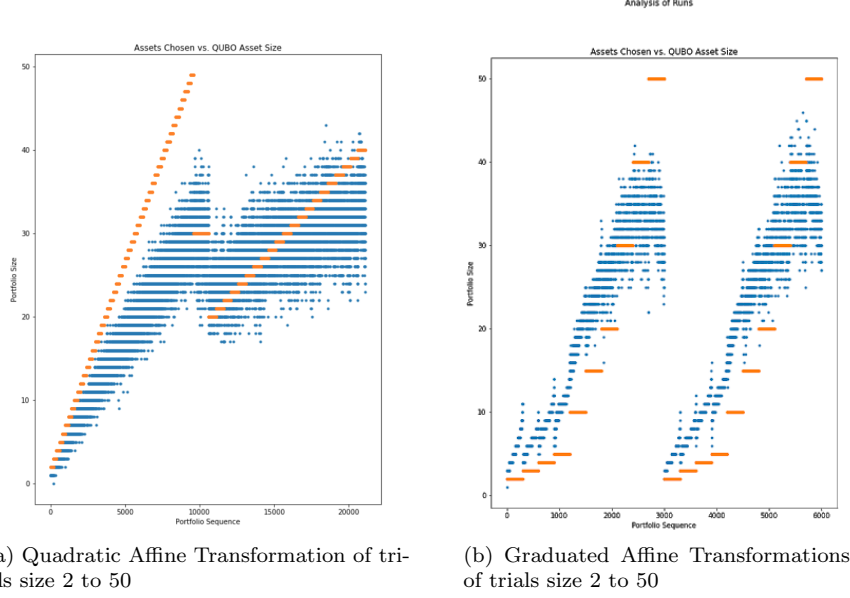 Analysis of Runs
Assets Chosen vs. QUBO Asset Size
50
40
30
20
10
0
Portfolio Size
0 5000 10000 15000 20000
Portfolio Sequence
Assets Chosen vs. QUBO Asset Size
50
40
30
20
10
0
Portfolio Size
0 1000 2000 3000 4000 5000 6000
Portfolio Sequence
a) Quadratic Affine Transformation of tri-
ls size 2 to 50
(b) Graduated Affine Transformations
of trials size 2 to 50